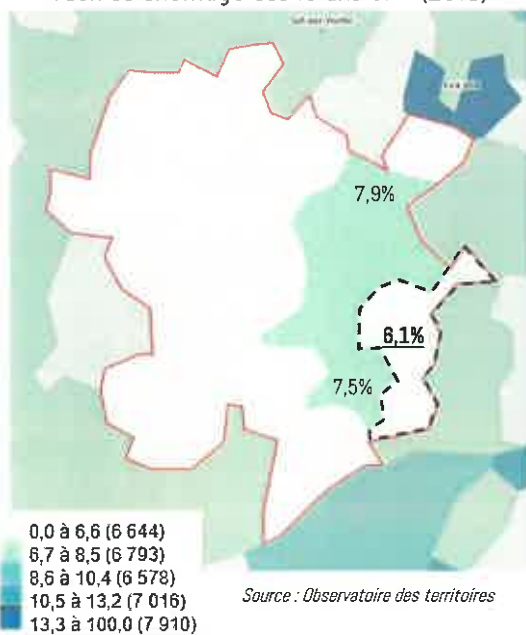 7,9%
6,1%
7,5%
0,0 à 6,6 (6 644)
6,7 à 8,5 (6 793)
8,6 à 10,4 (6 578)
10,5 à 13,2 (7 016)
13,3 à 100,0 (7 910)
Source : Observatoire des territoires